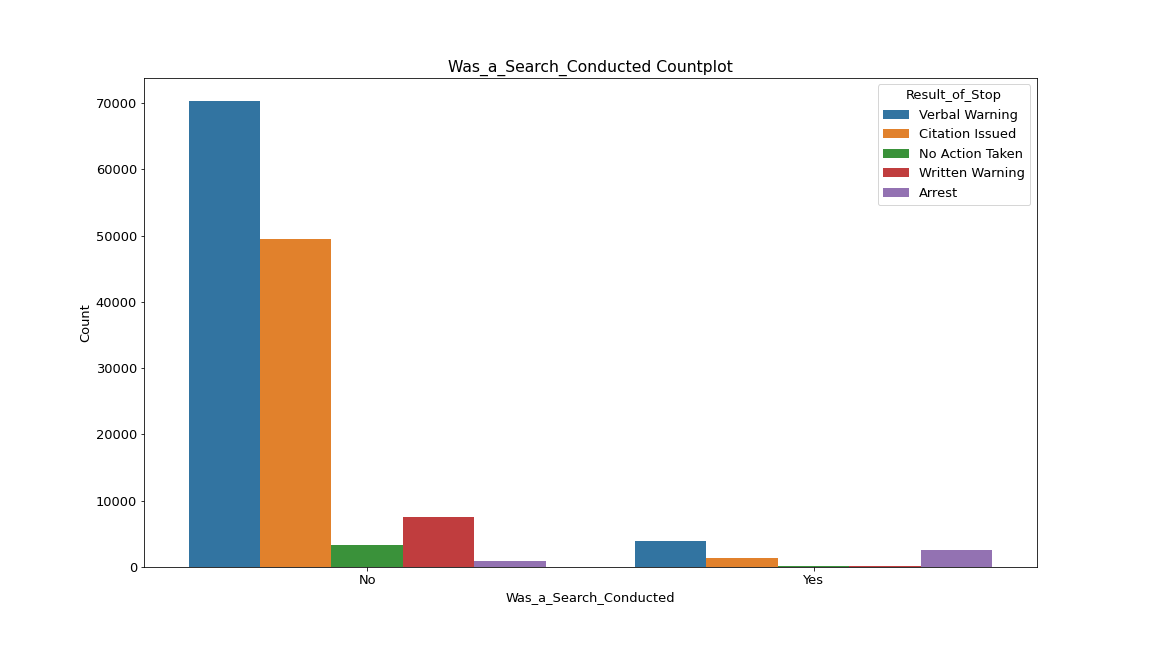 Was_a_Search_Conducted Countplot
Result_of_Stop
Verbal Warning
Citation Issued
No Action Taken
Written Warning
Arrest
Count
70000
60000
50000
40000
30000
20000
10000
0
No
Yes
Was_a_Search_Conducted